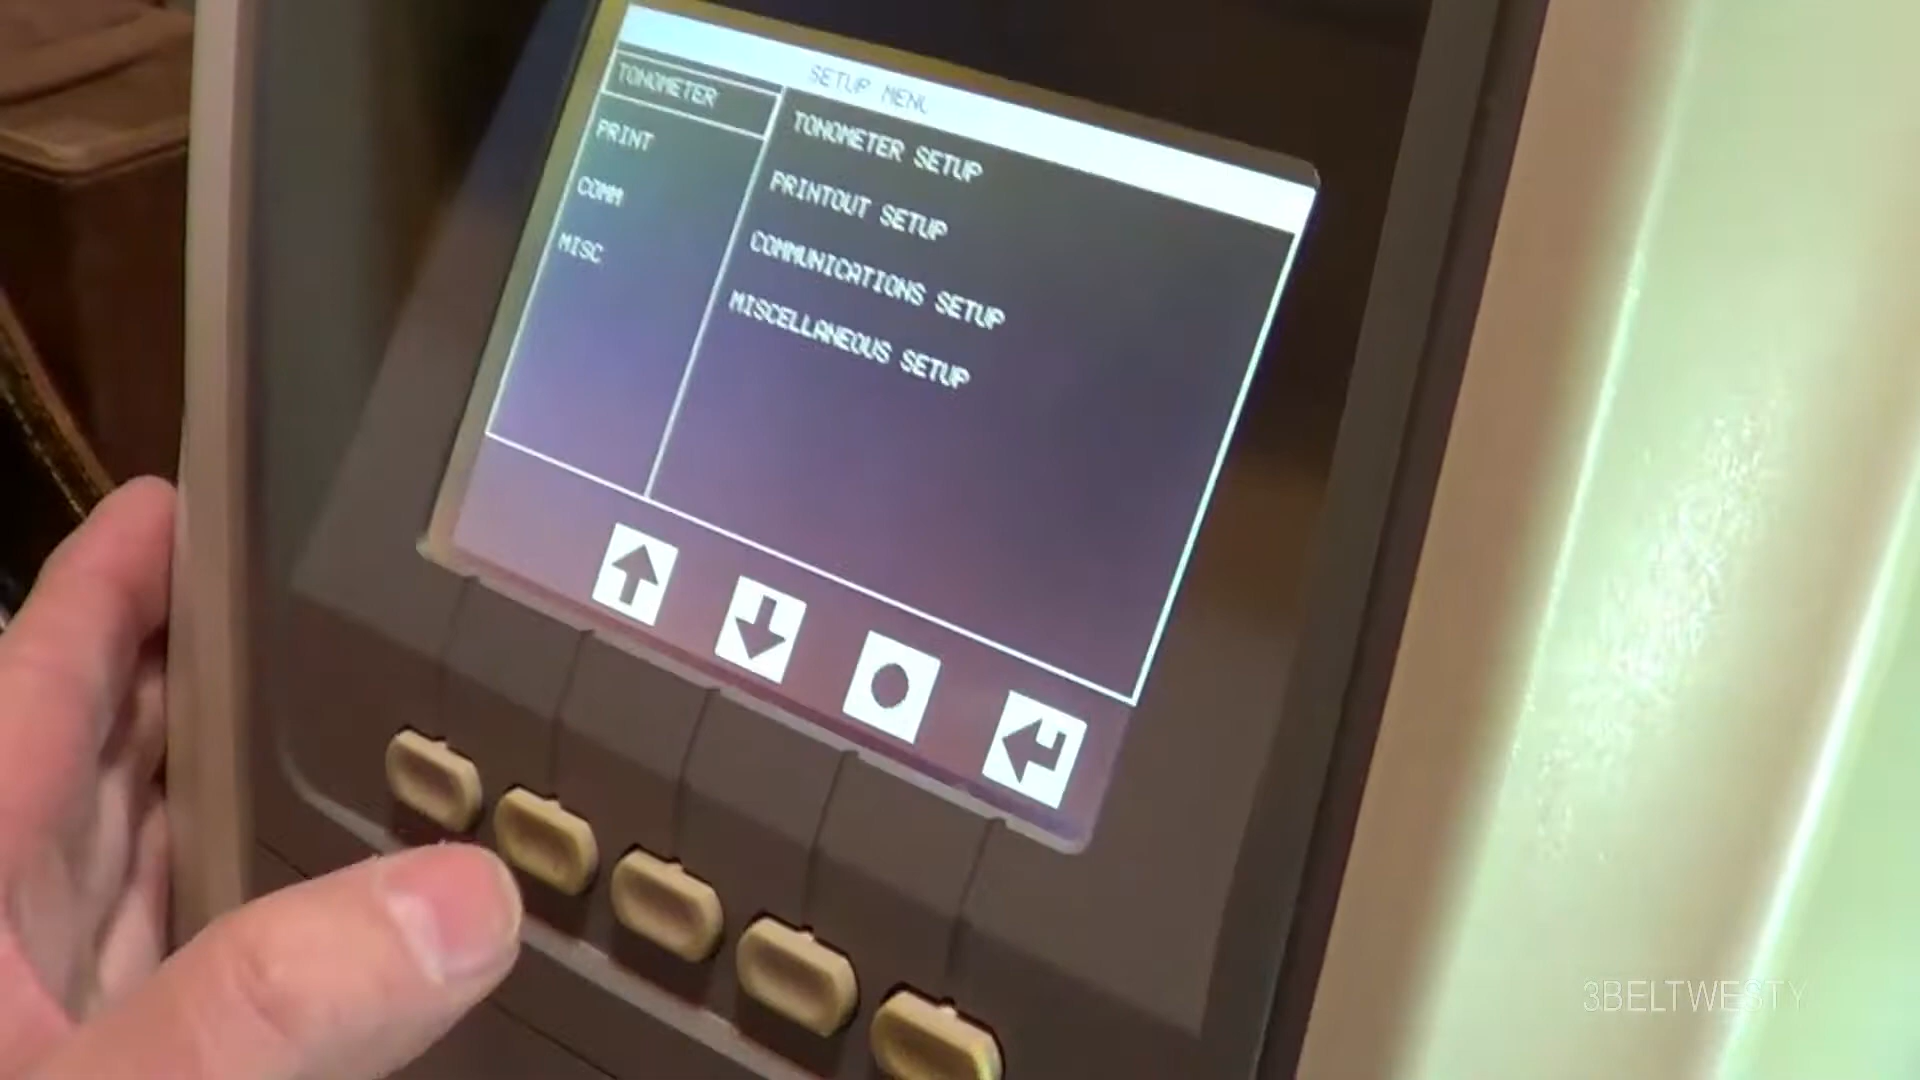 SETUP MENU
TONOMETER
TONOMETER SETUP
PRINT
PRINTOUT SETUP
COMM
COMMUNICATIONS SETUP
MISC
MISCELLANEOUS SETUP
3BELTWESTY